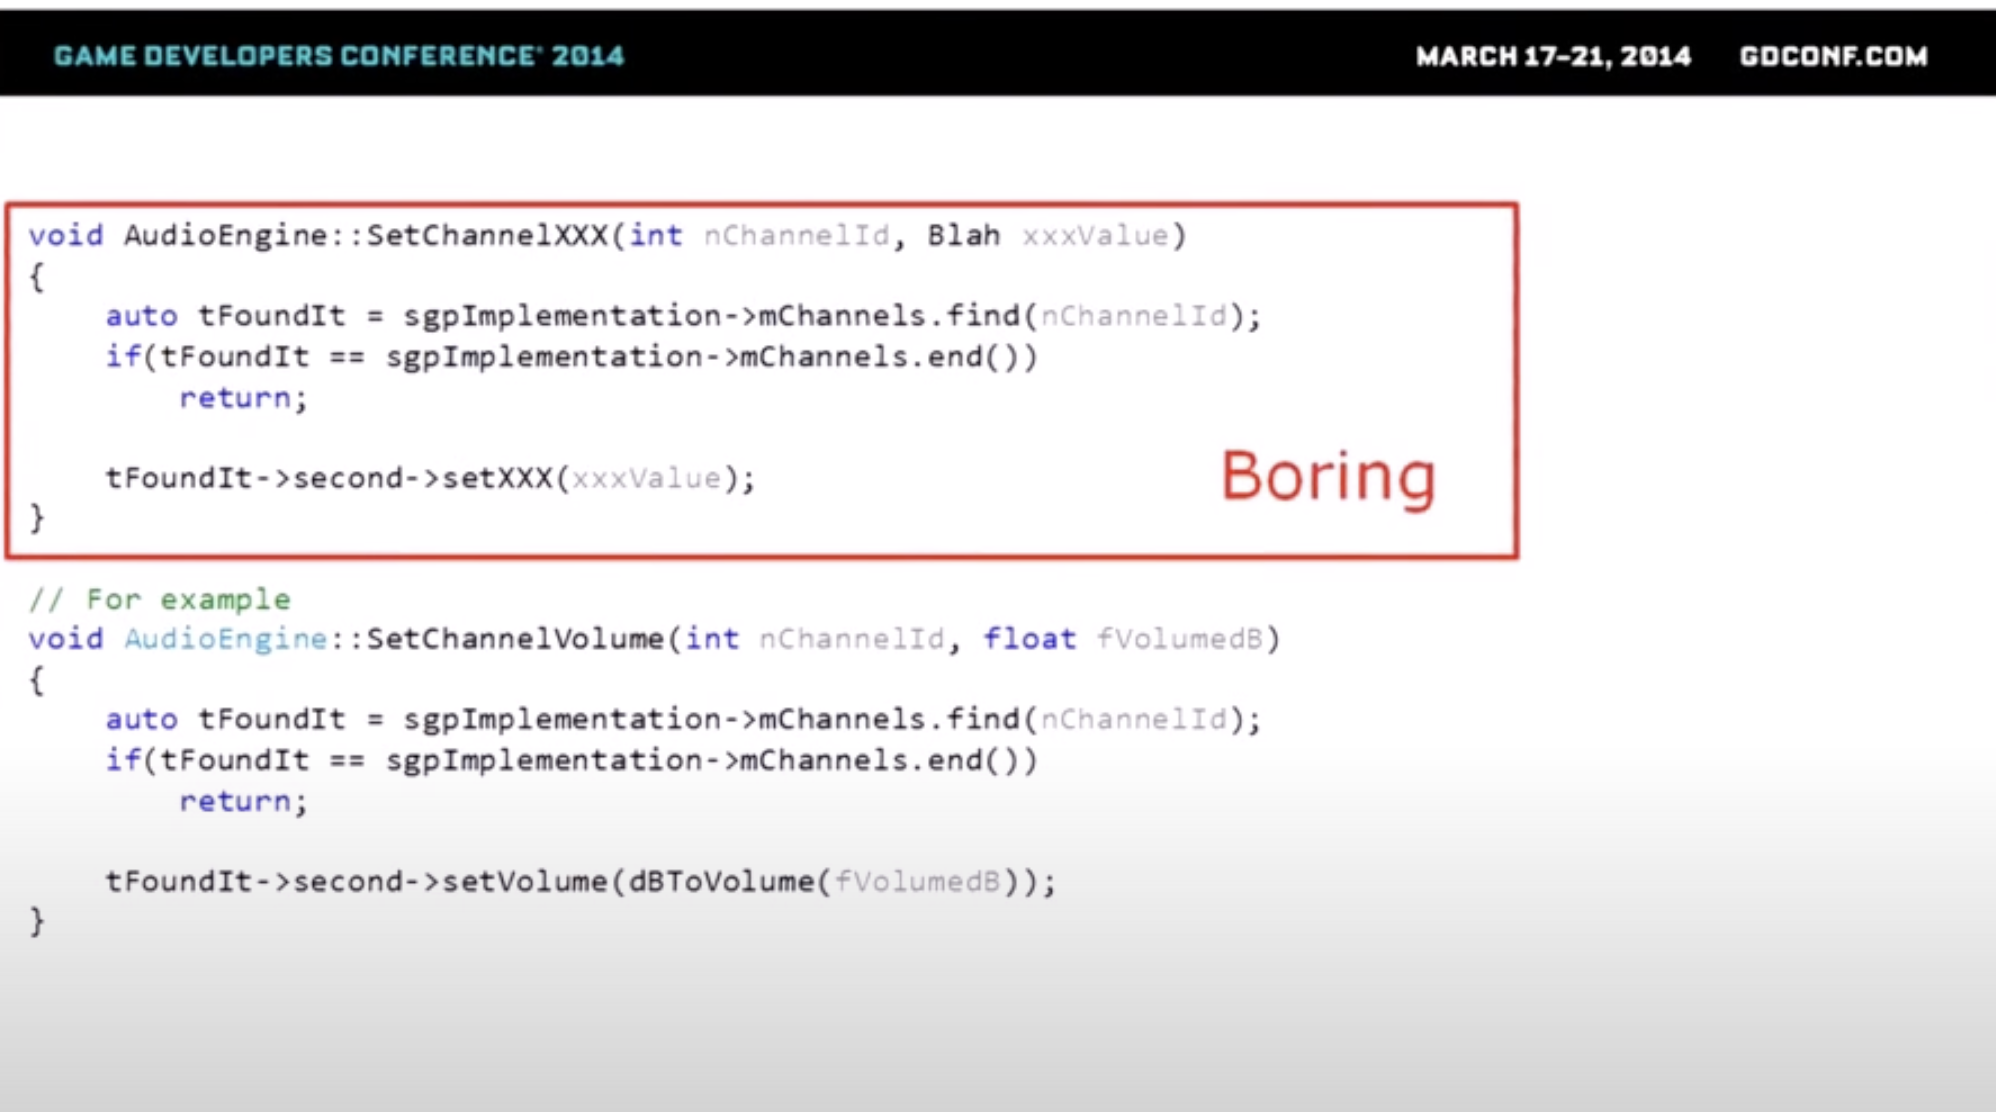 GAME DEVELOPERS CONFERENCE® 2014 MARCH 17–21, 2014 GDCONF.COM
void AudioEngine::SetChannelXXX(int nChannelId, Blah xxxValue)
{
    auto tFoundIt = sgpImplementation->mChannels.find(nChannelId);
    if(tFoundIt == sgpImplementation->mChannels.end())
        return;
    tFoundIt->second->setXXX(xxxValue);
Boring
}
// For example
void AudioEngine::SetChannelVolume(int nChannelId, float fVolumedB)
{
    auto tFoundIt = sgpImplementation->mChannels.find(nChannelId);
    if(tFoundIt == sgpImplementation->mChannels.end())
        return;
    tFoundIt->second->setVolume(dBToVolume(fVolumedB));
}